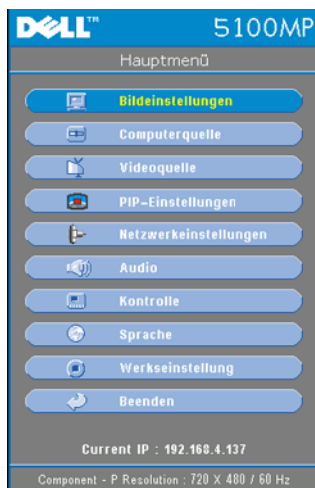 DELL™ 5100MP
Hauptmenü
Bildeinstellungen
Computerquelle
Videoquelle
PIP-Einstellungen
Netzwerkeinstellungen
Audio
Kontrolle
Sprache
Werkseinstellung
Beenden
Current IP : 192.168.4.137
Component - P Resolution : 720 X 480 / 60 Hz